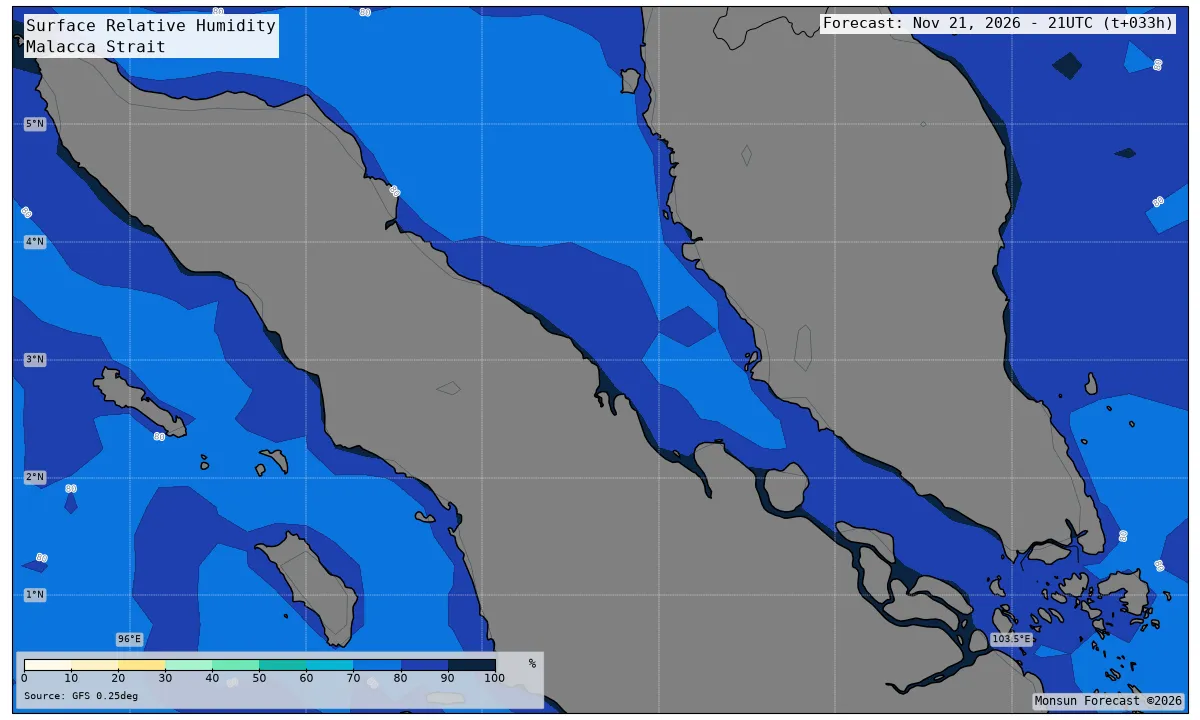 Surface Relative Humidity
Malacca Strait
Forecast: Nov 21, 2026 - 21UTC (t+033h)
80
80
80
80
80
80
80
80
80
80
80
80
5°N
4°N
3°N
2°N
1°N
96°E
103.5°E
%
0 10 20 30 40 50 60 70 80 90 100
Source: GFS 0.25deg
Monsun Forecast ©2026